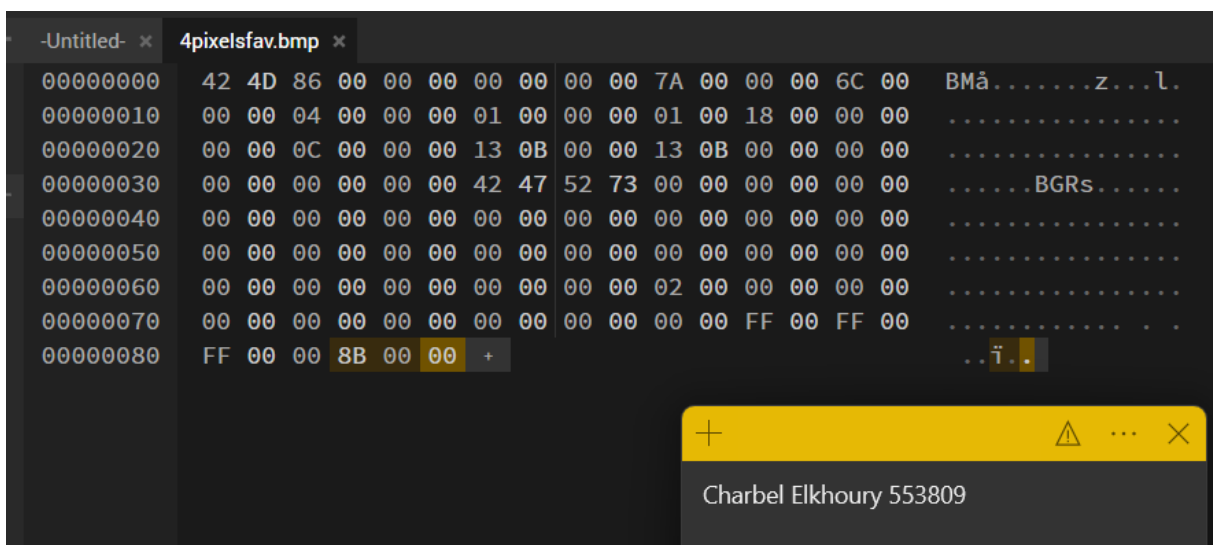 -Untitled- × 4pixelsfav.bmp ×
00000000 42 4D 86 00 00 00 00 00 00 00 7A 00 00 00 6C 00 BMå.......z...l.
00000010 00 00 04 00 00 00 01 00 00 00 01 00 18 00 00 00 ................
00000020 00 00 0C 00 00 00 13 0B 00 00 13 0B 00 00 00 00 ................
00000030 00 00 00 00 00 00 42 47 52 73 00 00 00 00 00 00 ......BGRs......
00000040 00 00 00 00 00 00 00 00 00 00 00 00 00 00 00 00 ................
00000050 00 00 00 00 00 00 00 00 00 00 00 00 00 00 00 00 ................
00000060 00 00 00 00 00 00 00 00 00 00 02 00 00 00 00 00 ................
00000070 00 00 00 00 00 00 00 00 00 00 00 00 FF 00 FF 00 ............ . .
00000080 FF 00 00 8B 00 00 + ..ï..
Charbel Elkhoury 553809